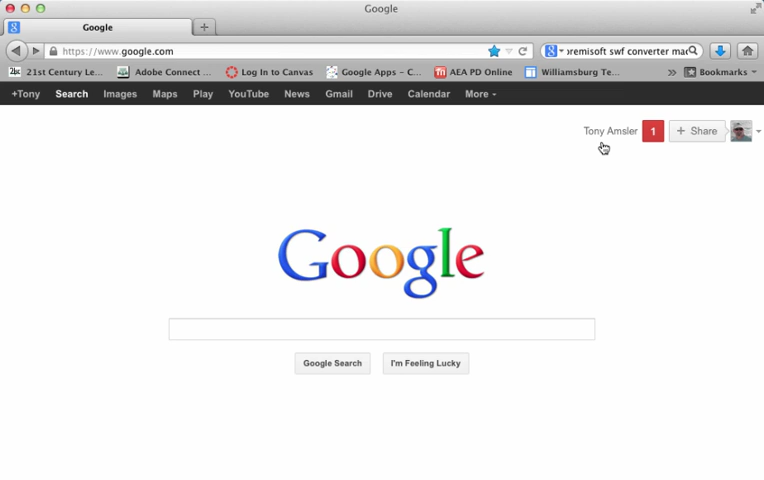 Google
Google
https://www.google.com
oremisoft swf converter mac
21st Century Le...
Adobe Connect ...
Log In to Canvas
Google Apps – C...
AEA PD Online
Williamsburg Te...
»
Bookmarks
+Tony Search Images Maps Play YouTube News Gmail Drive Calendar More
Tony Amsler 1 + Share
Google
Google Search I'm Feeling Lucky